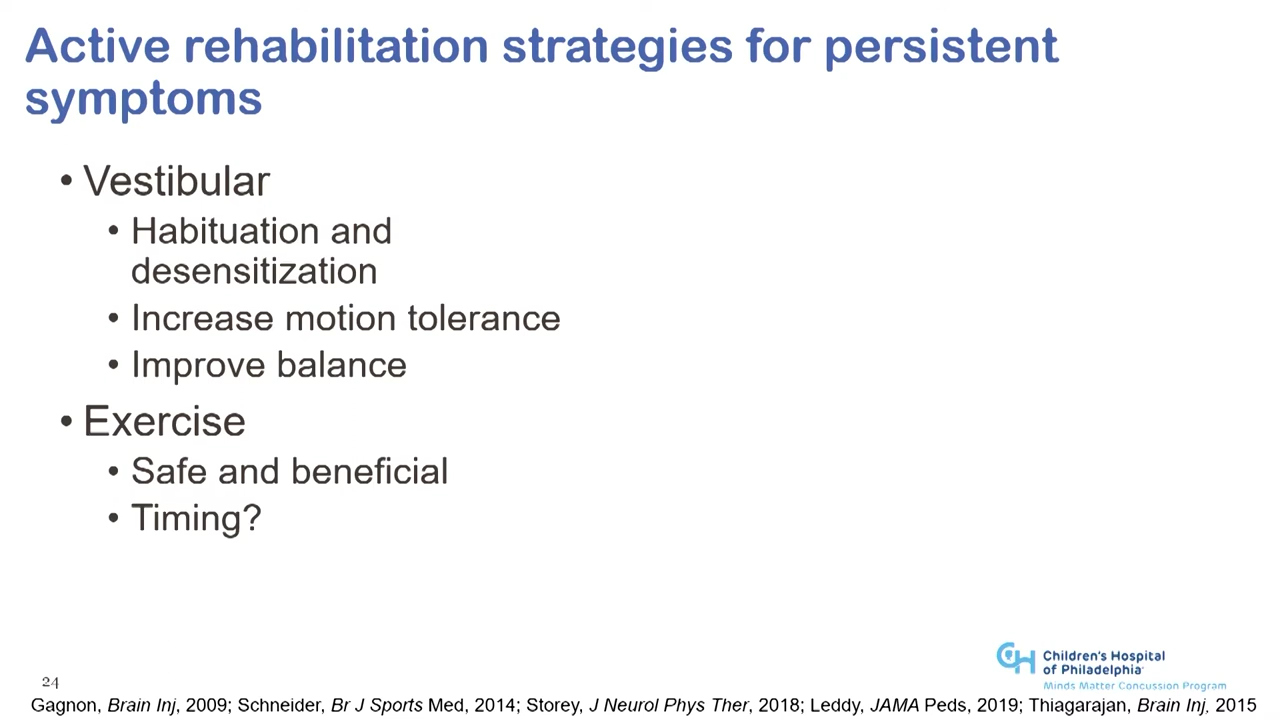 Active rehabilitation strategies for persistent
symptoms
• Vestibular
• Habituation and
desensitization
• Increase motion tolerance
• Improve balance
• Exercise
• Safe and beneficial
• Timing?
CH Children's Hospital
of Philadelphia
Minds Matter Concussion Program
24
Gagnon, Brain Inj, 2009; Schneider, Br J Sports Med, 2014; Storey, J Neurol Phys Ther, 2018; Leddy, JAMA Peds, 2019; Thiagarajan, Brain Inj. 2015